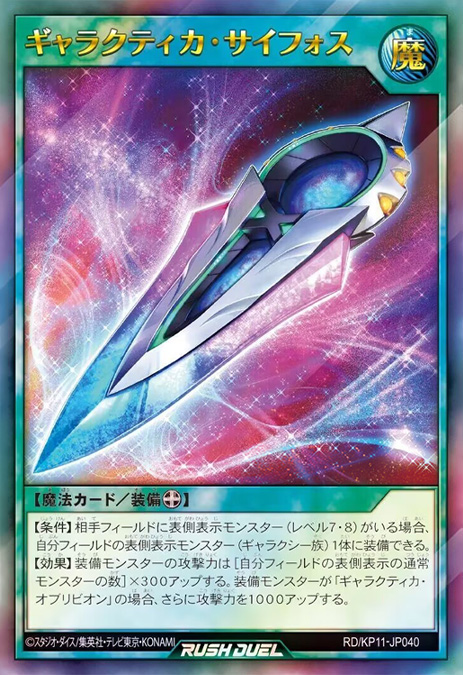 ギャラクティカ・サイフォス
魔
【魔法カード／装備】
【条件】相手フィールドに表側表示モンスター(レベル7・8)がいる場合、
自分フィールドの表側表示モンスター(ギャラクシー族)1体に装備できる。
【効果】装備モンスターの攻撃力は[自分フィールドの表側表示の通常
モンスターの数]×300アップする。装備モンスターが「ギャラクティカ・
オブリビオン」の場合、さらに攻撃力を1000アップする。
©スタジオ・ダイス/集英社・テレビ東京・KONAMI
RUSH DUEL
RD/KP11-JP040